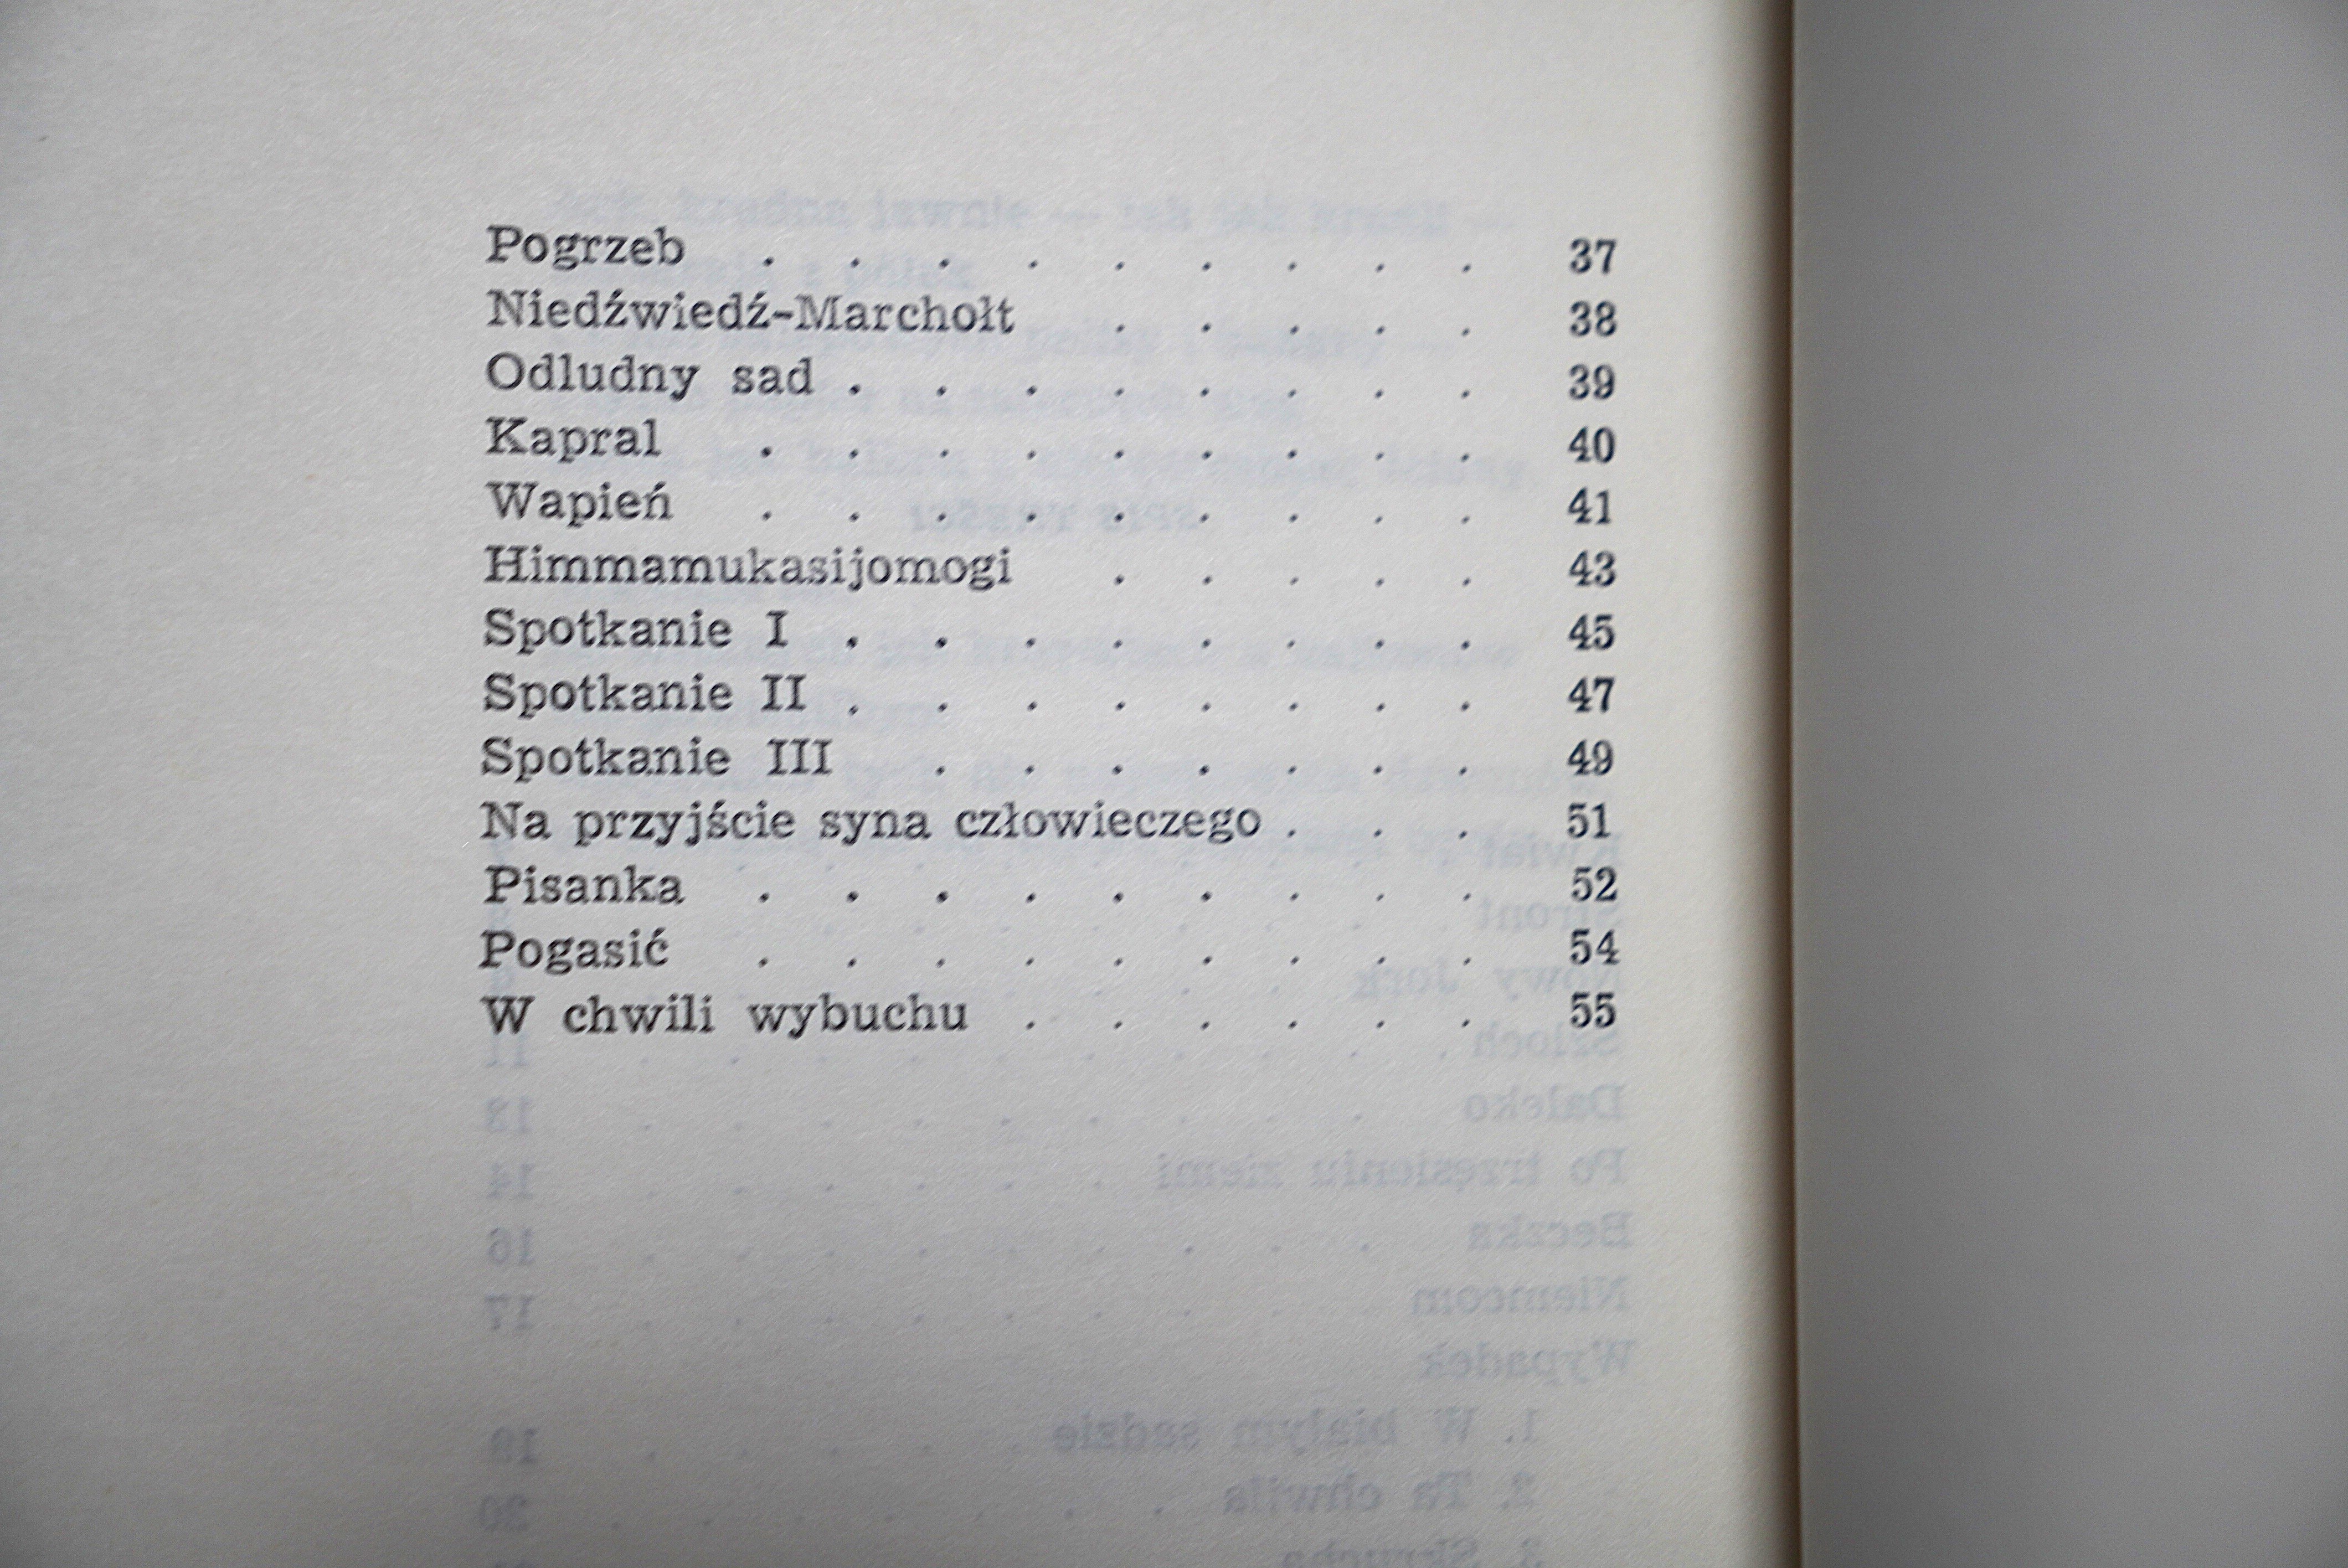 Pogrzeb . . . . . . . . . 37
Niedźwiedź-Marchołt . . . . . 38
Odludny sad . . . . . . . . 39
Kapral . . . . . . . . . 40
Wapień . . . . . . . . . 41
Himmamukasijomogi . . . . . 43
Spotkanie I . . . . . . . . 45
Spotkanie II . . . . . . . . 47
Spotkanie III . . . . . . . 49
Na przyjście syna człowieczego . . . 51
Pisanka . . . . . . . . . 52
Pogasić . . . . . . . . . 54
W chwili wybuchu . . . . . . 55